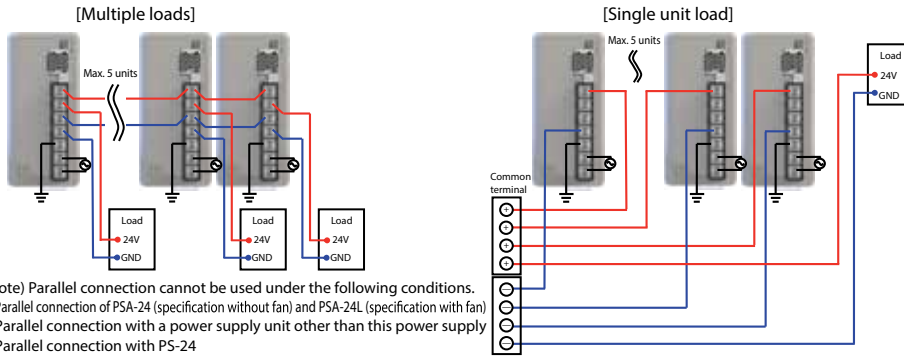 [Multiple loads]
Max. 5 units
Load
24V
GND
Load
24V
GND
Load
24V
GND
ote) Parallel connection cannot be used under the following conditions.
Parallel connection of PSA-24 (specification without fan) and PSA-24L (specification with fan)
Parallel connection with a power supply unit other than this power supply
Parallel connection with PS-24
[Single unit load]
Max. 5 units
Load
24V
GND
Common
terminal
+
+
+
+
−
−
−
−